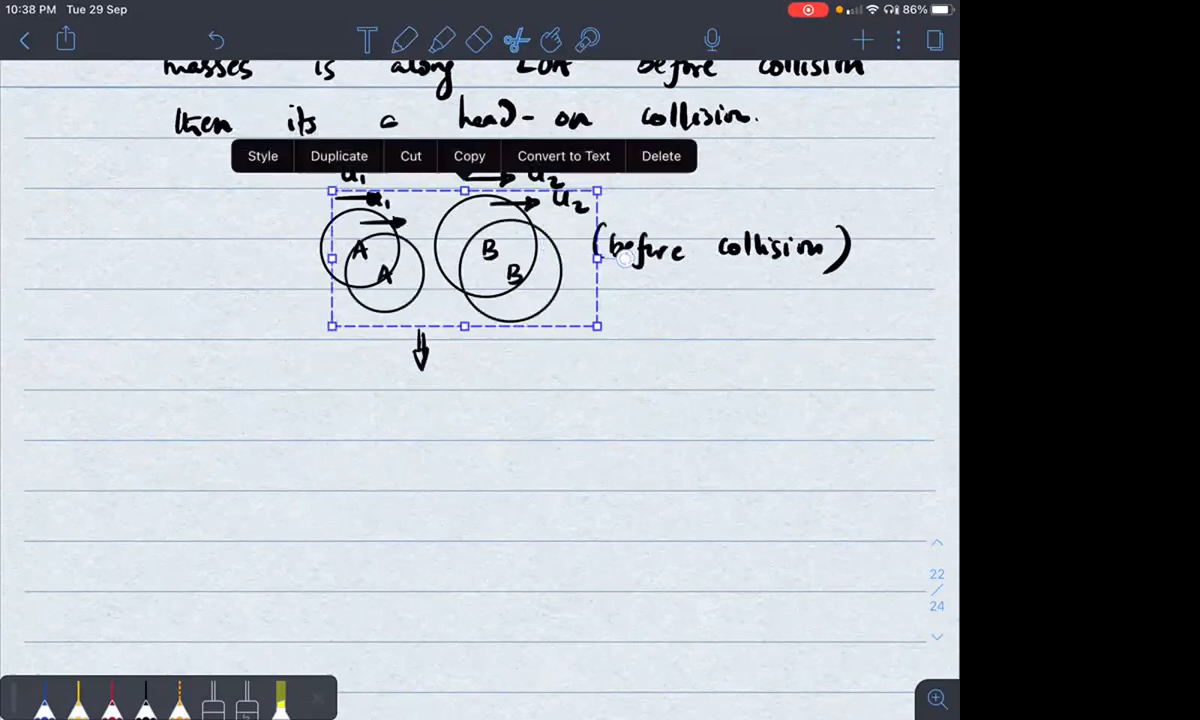 10:38 PM Tue 29 Sep 86%
masses is along LOA before collision
then its a head-on collision.
Style Duplicate Cut Copy Convert to Text Delete
u₁ u₂
u₁ u₂
A B (before collision)
A B
22
/
24